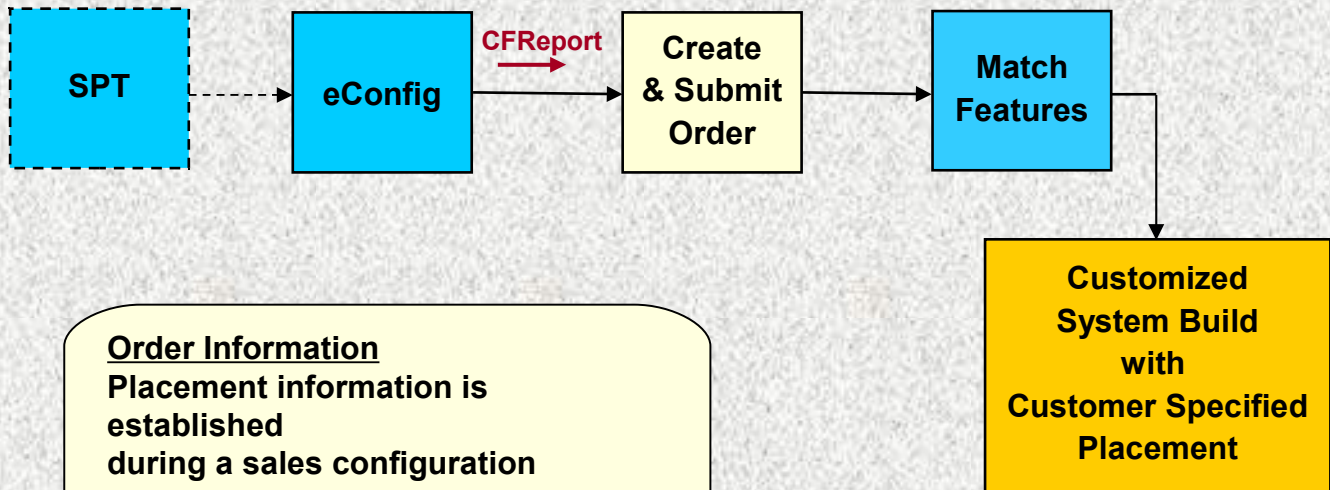 SPT
eConfig
CFReport
Create
& Submit
Order
Match
Features
Customized
System Build
with
Customer Specified
Placement
Order Information
Placement information is
established
during a sales configuration